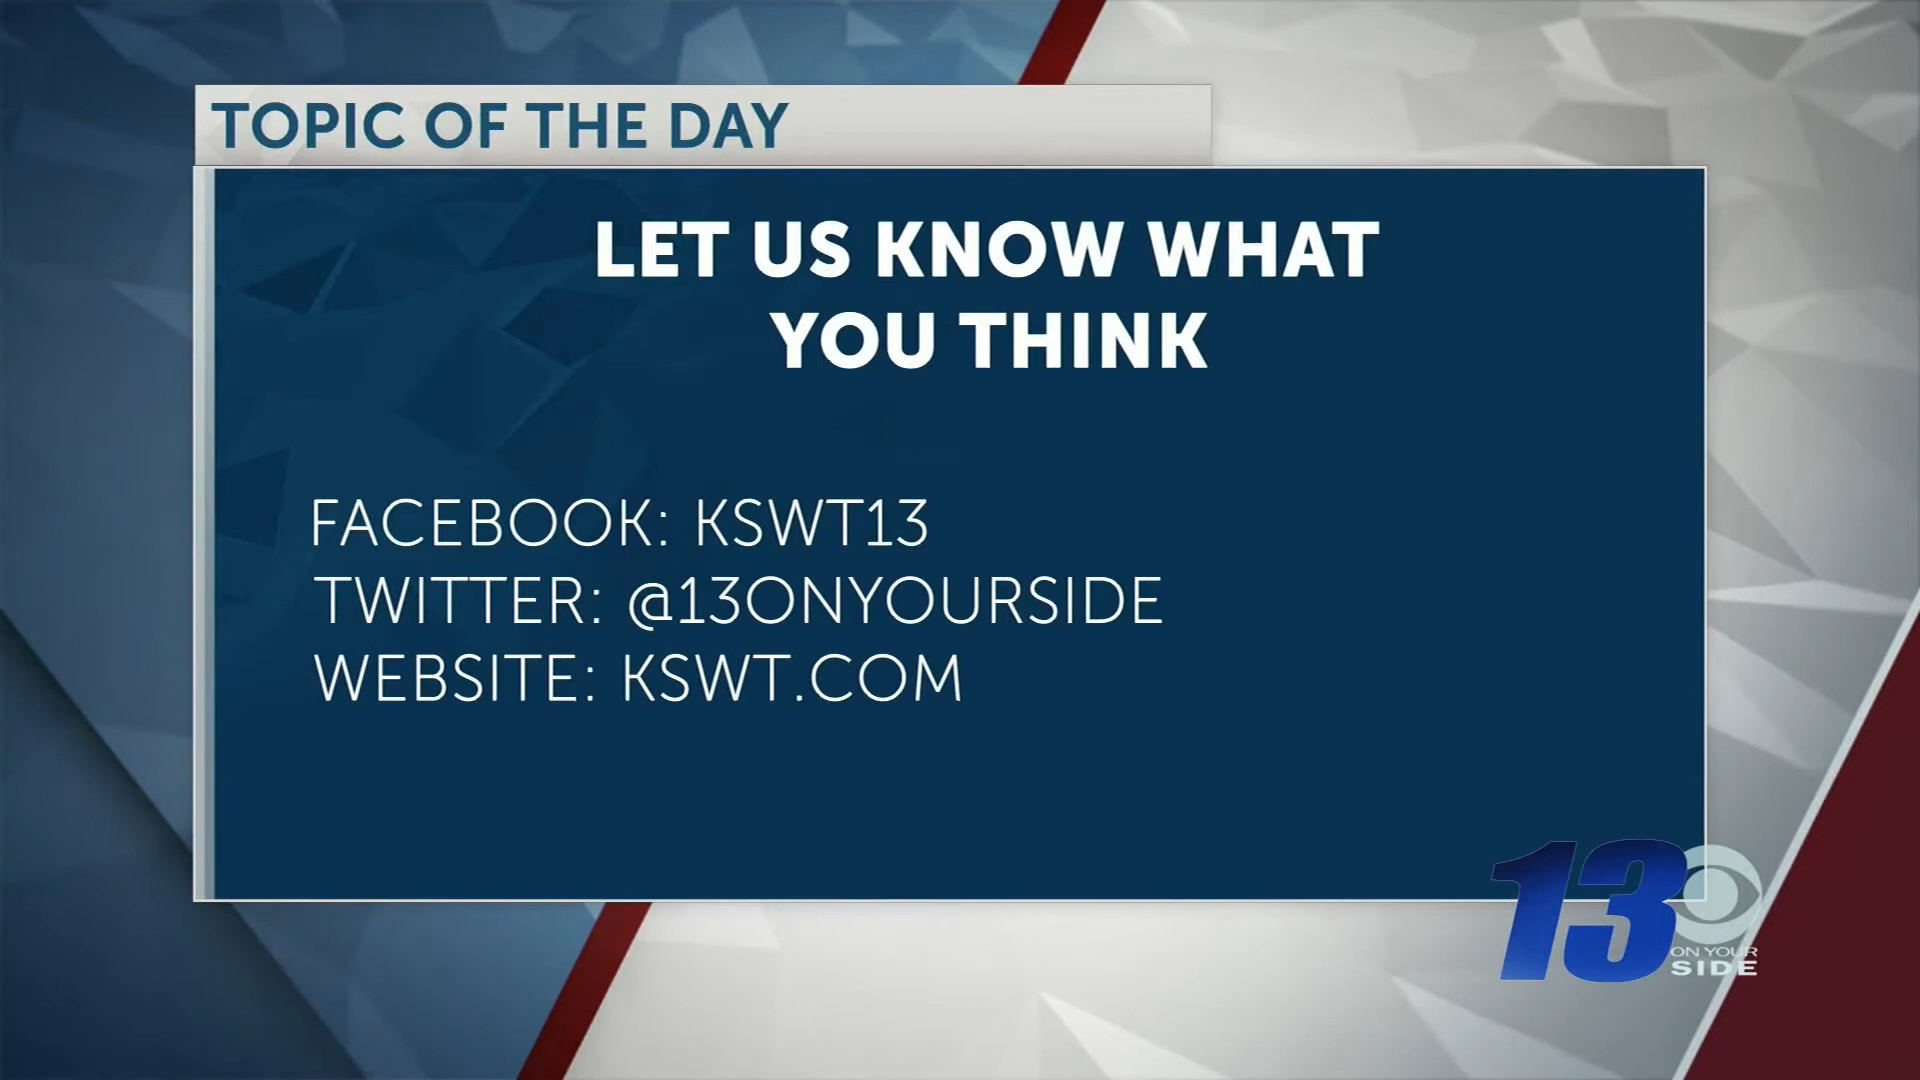 TOPIC OF THE DAY
LET US KNOW WHAT
YOU THINK
FACEBOOK: KSWT13
TWITTER: @13ONYOURSIDE
WEBSITE: KSWT.COM
13
ON YOUR
SIDE